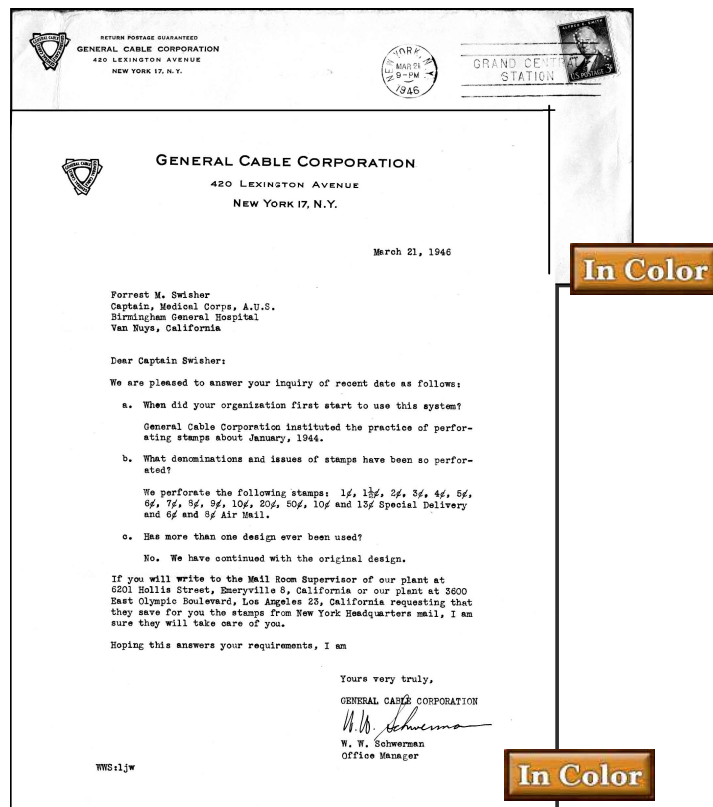 RETURN POSTAGE GUARANTEED
GENERAL CABLE CORPORATION
420 LEXINGTON AVENUE
NEW YORK 17, N. Y.
NEW YORK, N.Y.
MAR 21
9-PM
1946
GRAND CENTRAL
STATION
ALFRED E. SMITH
U.S. POSTAGE 3¢
GENERAL CABLE CORPORATION
420 LEXINGTON AVENUE
NEW YORK 17, N.Y.
March 21, 1946
In Color
Forrest M. Swisher
Captain, Medical Corps, A.U.S.
Birmingham General Hospital
Van Nuys, California
Dear Captain Swisher:
We are pleased to answer your inquiry of recent date as follows:
a. When did your organization first start to use this system?
General Cable Corporation instituted the practice of perfor-
ating stamps about January, 1944.
b. What denominations and issues of stamps have been so perfor-
ated?
We perforate the following stamps: 1¢, 1½¢, 2¢, 3¢, 4¢, 5¢,
6¢, 7¢, 8¢, 9¢, 10¢, 20¢, 50¢, 10¢ and 13¢ Special Delivery
and 6¢ and 8¢ Air Mail.
c. Has more than one design ever been used?
No. We have continued with the original design.
If you will write to the Mail Room Supervisor of our plant at
6201 Hollis Street, Emeryville 8, California or our plant at 3600
East Olympic Boulevard, Los Angeles 23, California requesting that
they save for you the stamps from New York Headquarters mail, I am
sure they will take care of you.
Hoping this answers your requirements, I am
Yours very truly,
GENERAL CABLE CORPORATION
W. W. Schwerman
W. W. Schwerman
Office Manager
WWS:ljw
In Color